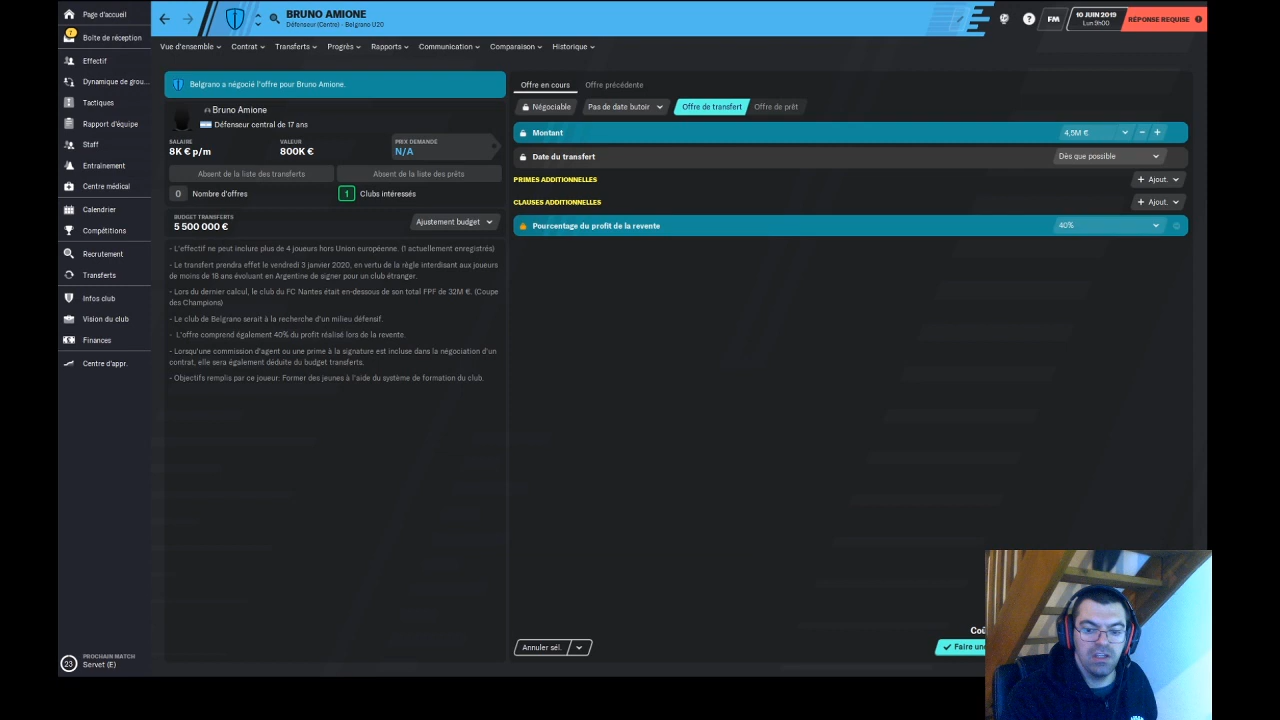 Page d'accueil
BRUNO AMIONE
Défenseur (Centre) - Belgrano U20
FM
10 JUIN 2019
Lun 9h00
RÉPONSE REQUISE
Vue d'ensemble
Contrat
Transferts
Progrès
Rapports
Communication
Comparaison
Historique
Boîte de réception
Effectif
Dynamique de grou...
Tactiques
Rapport d'équipe
Staff
Entraînement
Centre médical
Calendrier
Compétitions
Recrutement
Transferts
Infos club
Vision du club
Finances
Centre d'appr.
PROCHAIN MATCH
23
Servet (E)
Belgrano a négocié l'offre pour Bruno Amione.
Bruno Amione
Défenseur central de 17 ans
SALAIRE
8K € p/m
VALEUR
800K €
PRIX DEMANDÉ
N/A
Absent de la liste des transferts
Absent de la liste des prêts
0 Nombre d'offres
1 Clubs intéressés
BUDGET TRANSFERTS
5 500 000 €
Ajustement budget
- L'effectif ne peut inclure plus de 4 joueurs hors Union européenne. (1 actuellement enregistrés)
- Le transfert prendra effet le vendredi 3 janvier 2020, en vertu de la règle interdisant aux joueurs
de moins de 18 ans évoluant en Argentine de signer pour un club étranger.
- Lors du dernier calcul, le club du FC Nantes était en-dessous de son total FPF de 32M €. (Coupe
des Champions)
- Le club de Belgrano serait à la recherche d'un milieu défensif.
- L'offre comprend également 40% du profit réalisé lors de la revente.
- Lorsqu'une commission d'agent ou une prime à la signature est incluse dans la négociation d'un
contrat, elle sera également déduite du budget transferts.
- Objectifs remplis par ce joueur: Former des jeunes à l'aide du système de formation du club.
Offre en cours
Offre précédente
Négociable
Pas de date butoir
Offre de transfert
Offre de prêt
Montant
4,5M €
Date du transfert
Dès que possible
PRIMES ADDITIONNELLES
Ajout.
CLAUSES ADDITIONNELLES
Ajout.
Pourcentage du profit de la revente
40%
Annuler sél.
Coû
Faire une